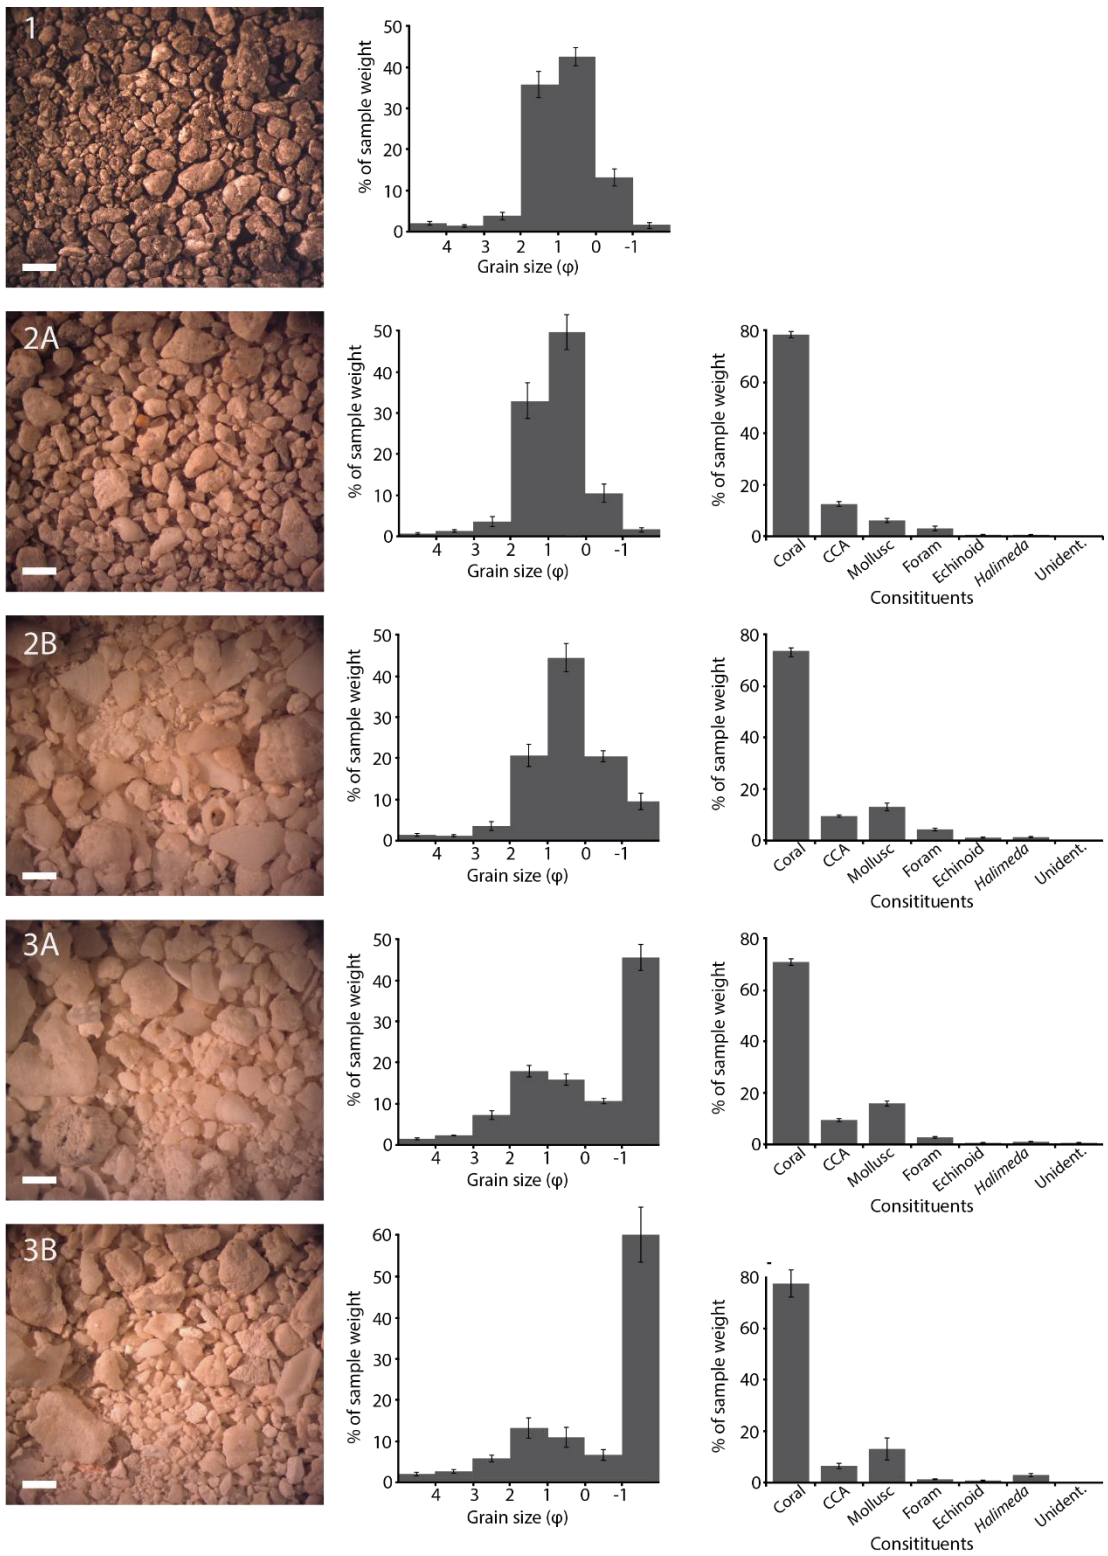 1
% of sample weight
50
40
30
20
10
0
4 3 2 1 0 -1
Grain size (φ)
2A
% of sample weight
50
40
30
20
10
0
4 3 2 1 0 -1
Grain size (φ)
% of sample weight
80
60
40
20
0
Coral CCA Mollusc Foram Echinoid Halimeda Unident.
Consitituents
2B
% of sample weight
50
40
30
20
10
0
4 3 2 1 0 -1
Grain size (φ)
% of sample weight
80
60
40
20
0
Coral CCA Mollusc Foram Echinoid Halimeda Unident.
Consitituents
3A
% of sample weight
50
40
30
20
10
0
4 3 2 1 0 -1
Grain size (φ)
% of sample weight
80
60
40
20
0
Coral CCA Mollusc Foram Echinoid Halimeda Unident.
Consitituents
3B
% of sample weight
60
50
40
30
20
10
0
4 3 2 1 0 -1
Grain size (φ)
% of sample weight
80
60
40
20
0
Coral CCA Mollusc Foram Echinoid Halimeda Unident.
Consitituents